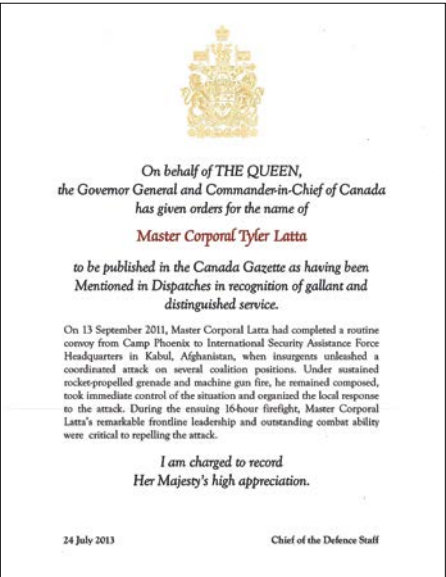 On behalf of THE QUEEN,
the Governor General and Commander-in-Chief of Canada
has given orders for the name of
Master Corporal Tyler Latta
to be published in the Canada Gazette as having been
Mentioned in Dispatches in recognition of gallant and
distinguished service.
On 13 September 2011, Master Corporal Latta had completed a routine
convoy from Camp Phoenix to International Security Assistance Force
Headquarters in Kabul, Afghanistan, when insurgents unleashed a
coordinated attack on several coalition positions. Under sustained
rocket-propelled grenade and machine gun fire, he remained composed,
took immediate control of the situation and organized the local response
to the attack. During the ensuing 16-hour firefight, Master Corporal
Latta's remarkable frontline leadership and outstanding combat ability
were critical to repelling the attack.
I am charged to record
Her Majesty's high appreciation.
24 July 2013 Chief of the Defence Staff